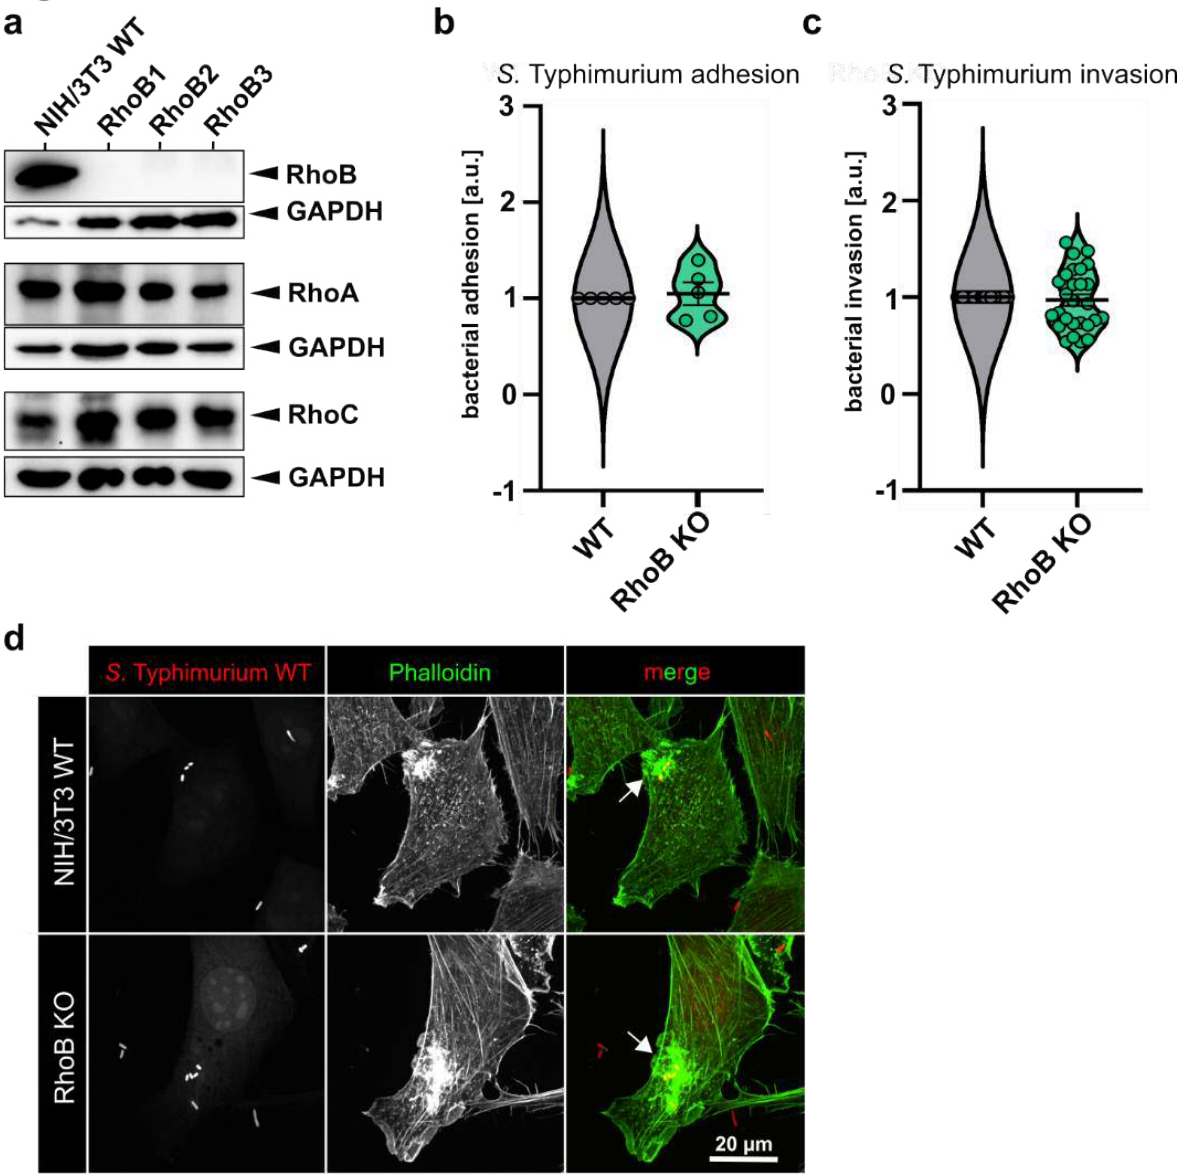 a
NIH/3T3 WT
RhoB1
RhoB2
RhoB3
RhoB
GAPDH
RhoA
GAPDH
RhoC
GAPDH
b
S. Typhimurium adhesion
bacterial adhesion [a.u.]
3
2
1
0
-1
WT
RhoB KO
c
S. Typhimurium invasion
bacterial invasion [a.u.]
3
2
1
0
-1
WT
RhoB KO
d
S. Typhimurium WT
Phalloidin
merge
NIH/3T3 WT
RhoB KO
20 µm